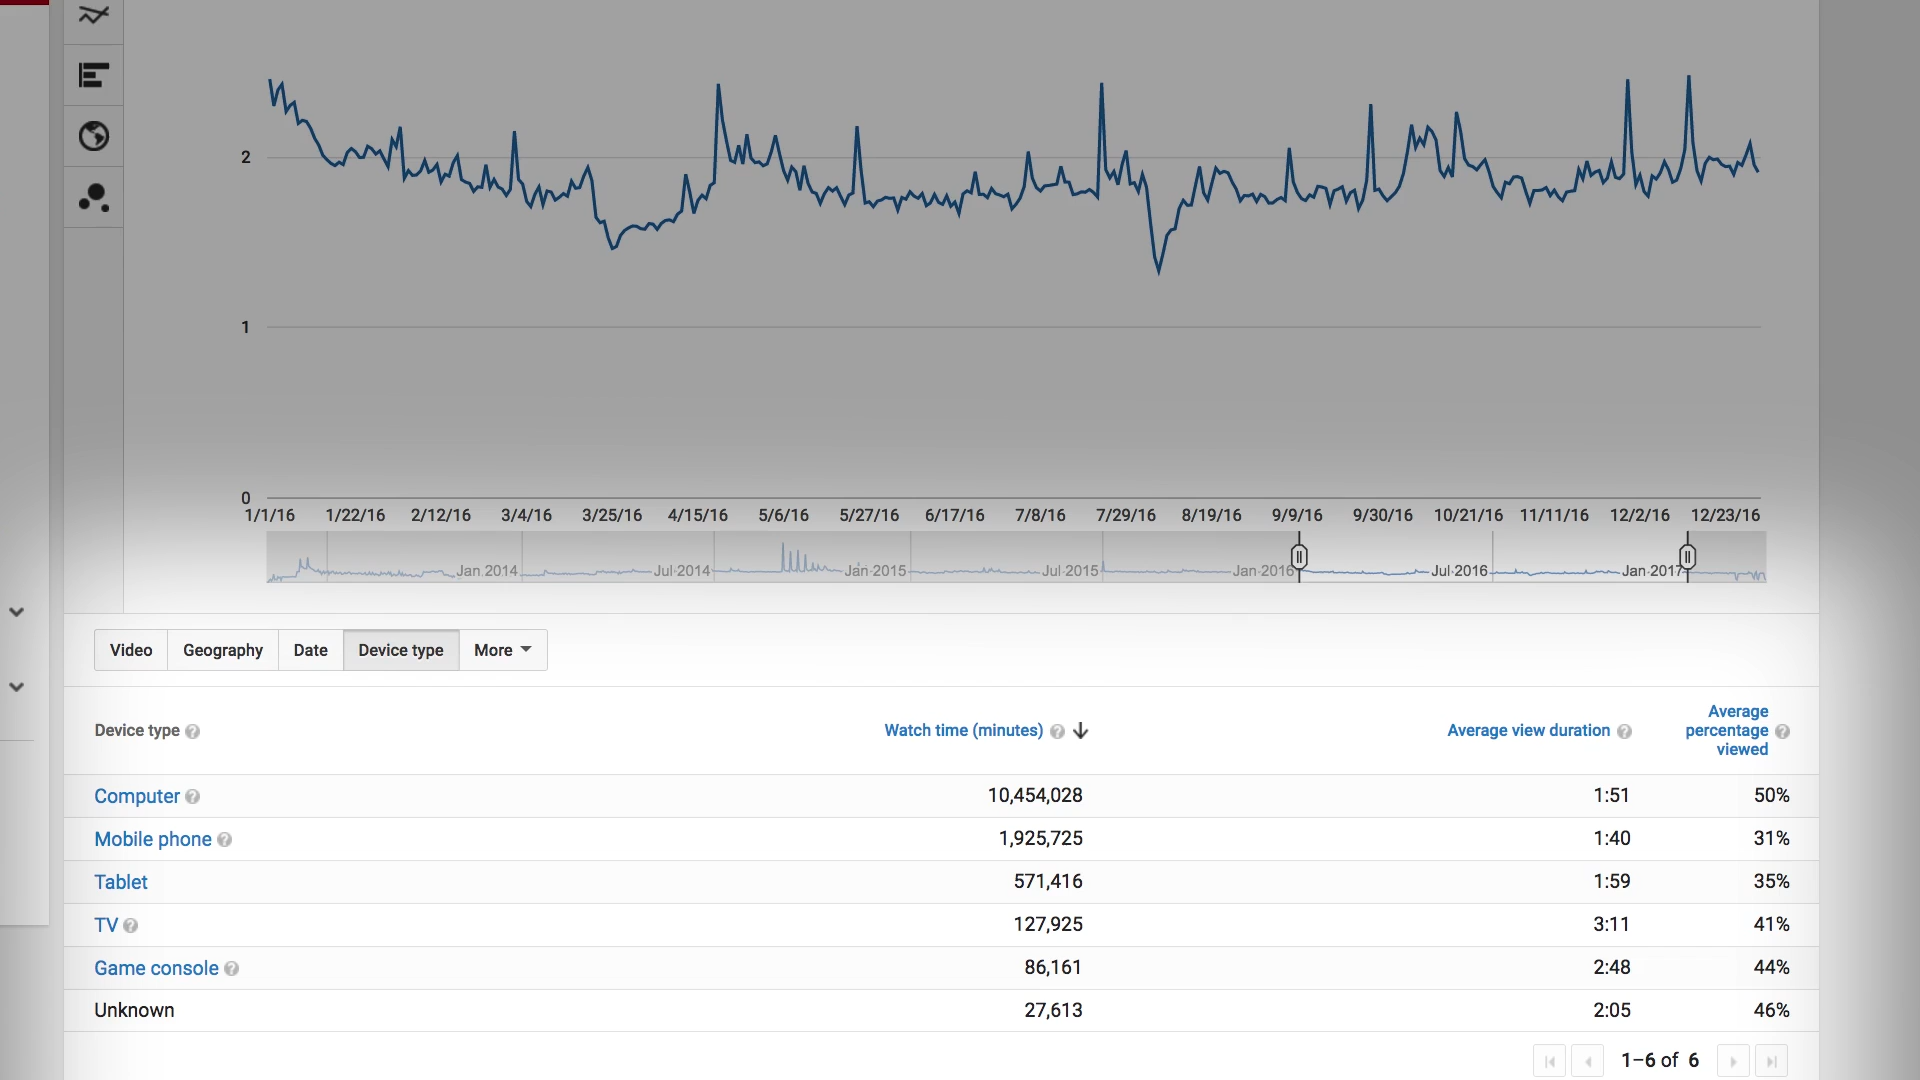 2
1
0
1/1/16 1/22/16 2/12/16 3/4/16 3/25/16 4/15/16 5/6/16 5/27/16 6/17/16 7/8/16 7/29/16 8/19/16 9/9/16 9/30/16 10/21/16 11/11/16 12/2/16 12/23/16
Jan 2014 Jul 2014 Jan 2015 Jul 2015 Jan 2016 Jul 2016 Jan 2017
Video Geography Date Device type More
Device type ? Watch time (minutes) ? Average view duration ? Average percentage viewed ?
Computer ? 10,454,028 1:51 50%
Mobile phone ? 1,925,725 1:40 31%
Tablet 571,416 1:59 35%
TV ? 127,925 3:11 41%
Game console ? 86,161 2:48 44%
Unknown 27,613 2:05 46%
1–6 of 6